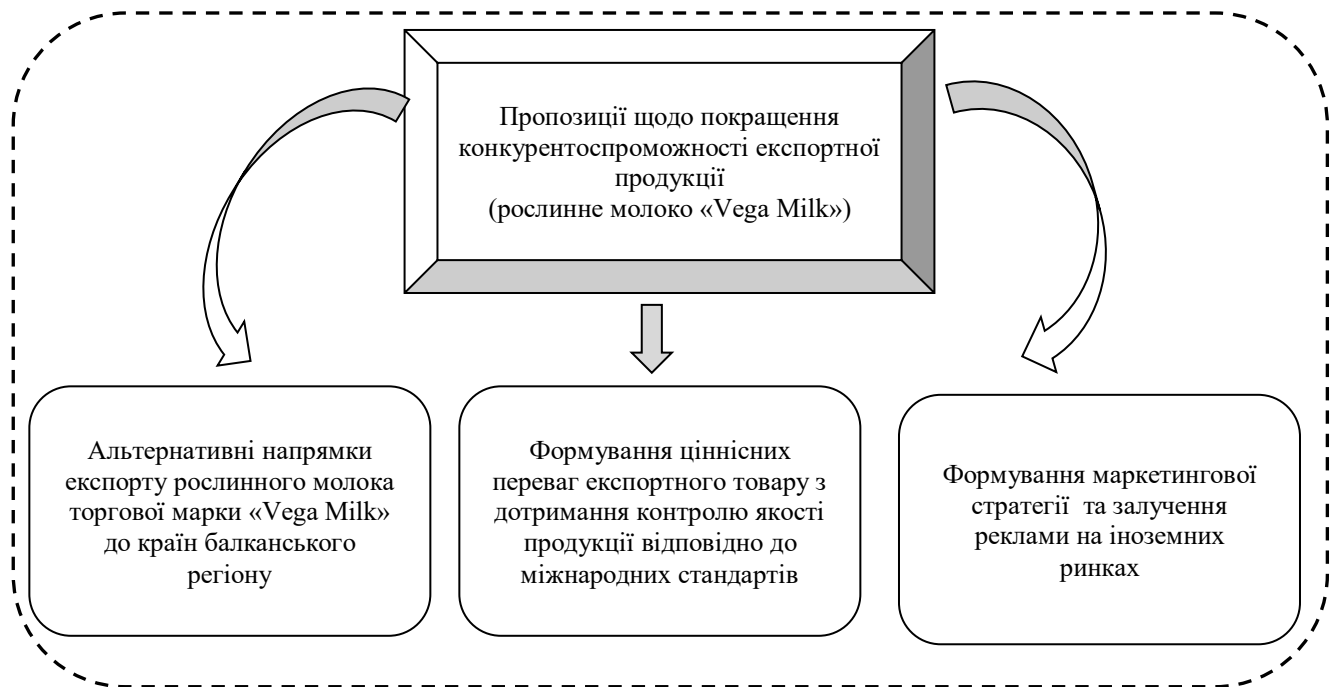 Пропозиції щодо покращення
конкурентоспроможності експортної
продукції
(рослинне молоко «Vega Milk»)
Альтернативні напрямки
експорту рослинного молока
торгової марки «Vega Milk»
до країн балканського
регіону
Формування ціннісних
переваг експортного товару з
дотримання контролю якості
продукції відповідно до
міжнародних стандартів
Формування маркетингової
стратегії та залучення
реклами на іноземних
ринках